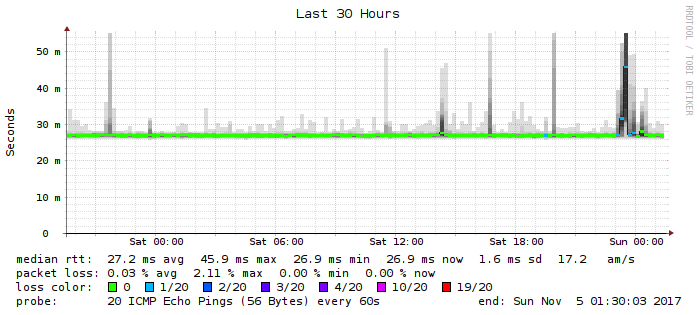 Last 30 Hours
RRDTOOL / TOBI OETIKER
Seconds
50 m
40 m
30 m
20 m
10 m
0
Sat 00:00 Sat 06:00 Sat 12:00 Sat 18:00 Sun 00:00
median rtt: 27.2 ms avg 45.9 ms max 26.9 ms min 26.9 ms now 1.6 ms sd 17.2 am/s
packet loss: 0.03 % avg 2.11 % max 0.00 % min 0.00 % now
loss color: 0 1/20 2/20 3/20 4/20 10/20 19/20
probe: 20 ICMP Echo Pings (56 Bytes) every 60s end: Sun Nov 5 01:30:03 2017